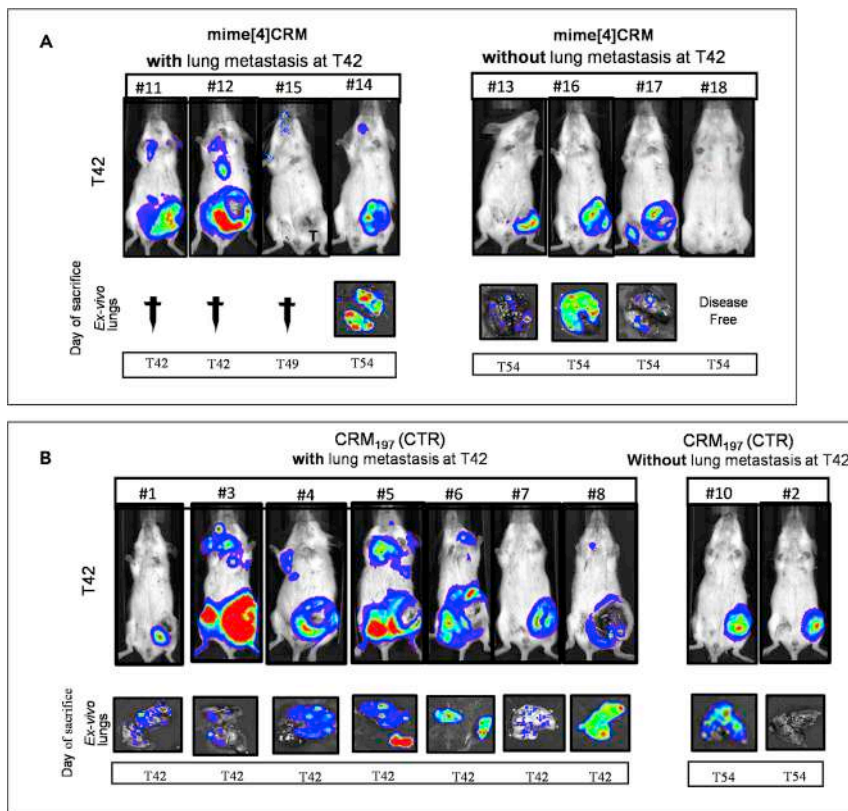 A
mime[4]CRM
with lung metastasis at T42
mime[4]CRM
without lung metastasis at T42
#11 #12 #15 #14 #13 #16 #17 #18
T42
T
Day of sacrifice
Ex-vivo
lungs
Disease
Free
T42 T42 T49 T54 T54 T54 T54 T54
B
CRM197 (CTR)
with lung metastasis at T42
CRM197 (CTR)
Without lung metastasis at T42
#1 #3 #4 #5 #6 #7 #8 #10 #2
T42
Day of sacrifice
Ex-vivo
lungs
T42 T42 T42 T42 T42 T42 T42 T54 T54